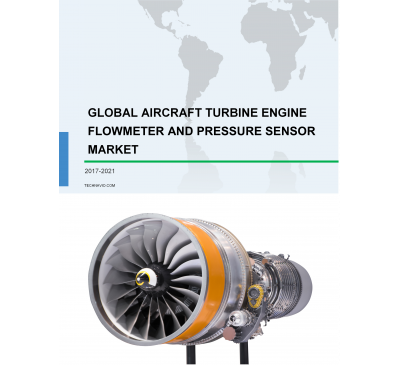 GLOBAL AIRCRAFT TURBINE ENGINE
FLOWMETER AND PRESSURE SENSOR
MARKET
2017-2021
TECHNAVIO.COM